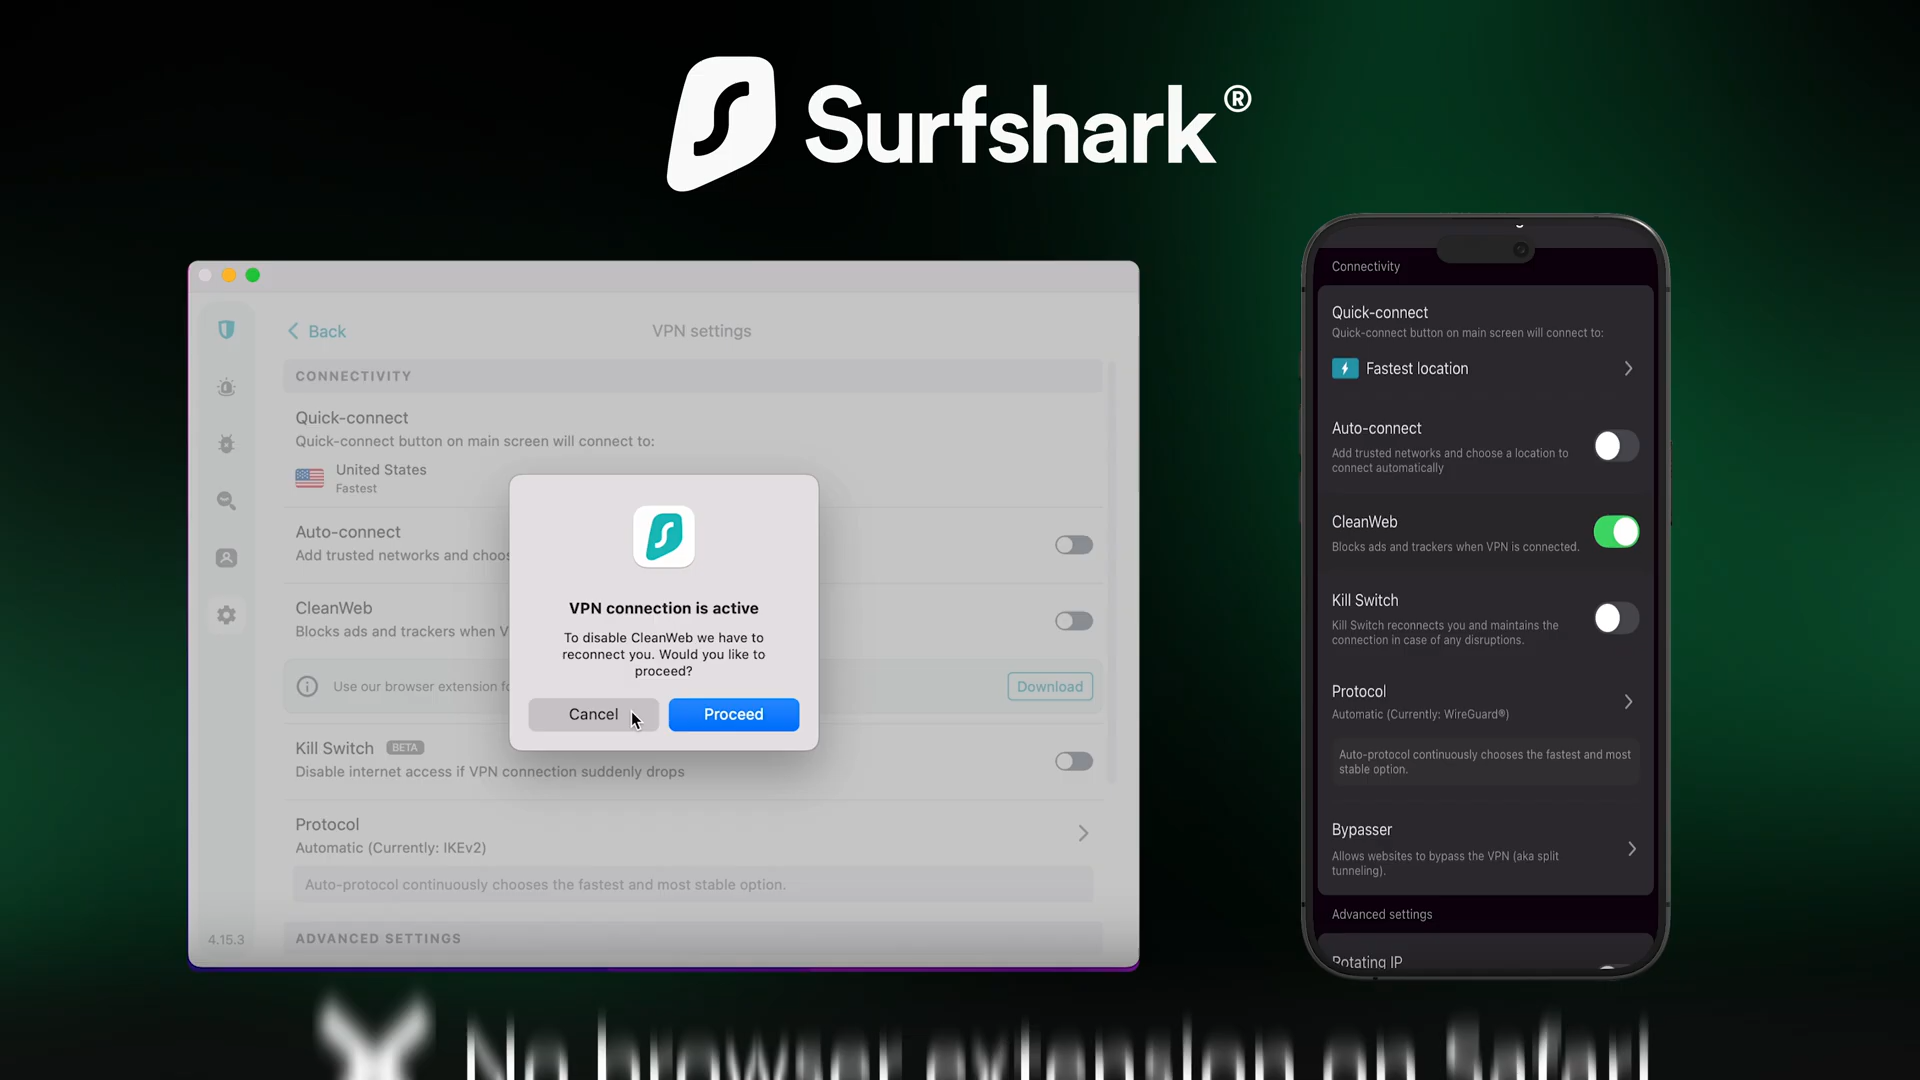 Surfshark®
Back
VPN settings
CONNECTIVITY
Quick-connect
Quick-connect button on main screen will connect to:
United States
Fastest
Auto-connect
Add trusted networks and
CleanWeb
Blocks ads and trackers when
Use our browser extension
Download
Kill Switch BETA
Disable internet access if VPN connection suddenly drops
Protocol
Automatic (Currently: IKEv2)
Auto-protocol continuously chooses the fastest and most stable option.
4.15.3
ADVANCED SETTINGS
VPN connection is active
To disable CleanWeb we have to
reconnect you. Would you like to
proceed?
Cancel
Proceed
Connectivity
Quick-connect
Quick-connect button on main screen will connect to:
Fastest location
Auto-connect
Add trusted networks and choose a location to
connect automatically
CleanWeb
Blocks ads and trackers when VPN is connected.
Kill Switch
Kill Switch reconnects you and maintains the
connection in case of any disruptions.
Protocol
Automatic (Currently: WireGuard®)
Auto-protocol continuously chooses the fastest and most
stable option.
Bypasser
Allows websites to bypass the VPN (aka split
tunneling).
Advanced settings
Rotating IP
No browser extension on Safari